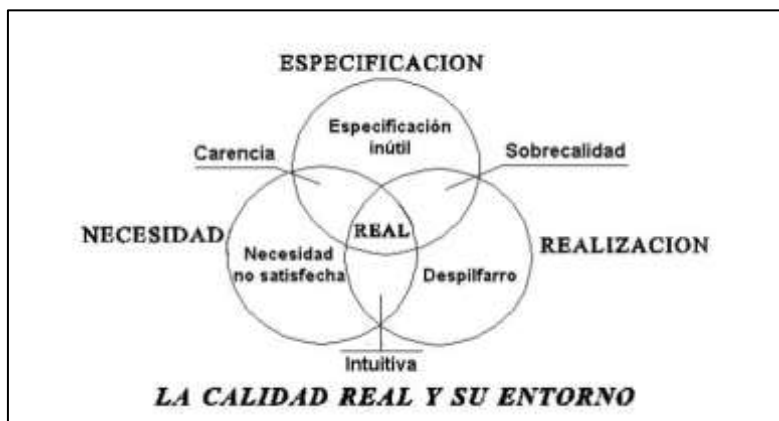 ESPECIFICACION
Especificación
inútil
Carencia
Sobrecalidad
NECESIDAD
REAL
REALIZACION
Necesidad
no satisfecha
Despilfarro
Intuitiva
LA CALIDAD REAL Y SU ENTORNO